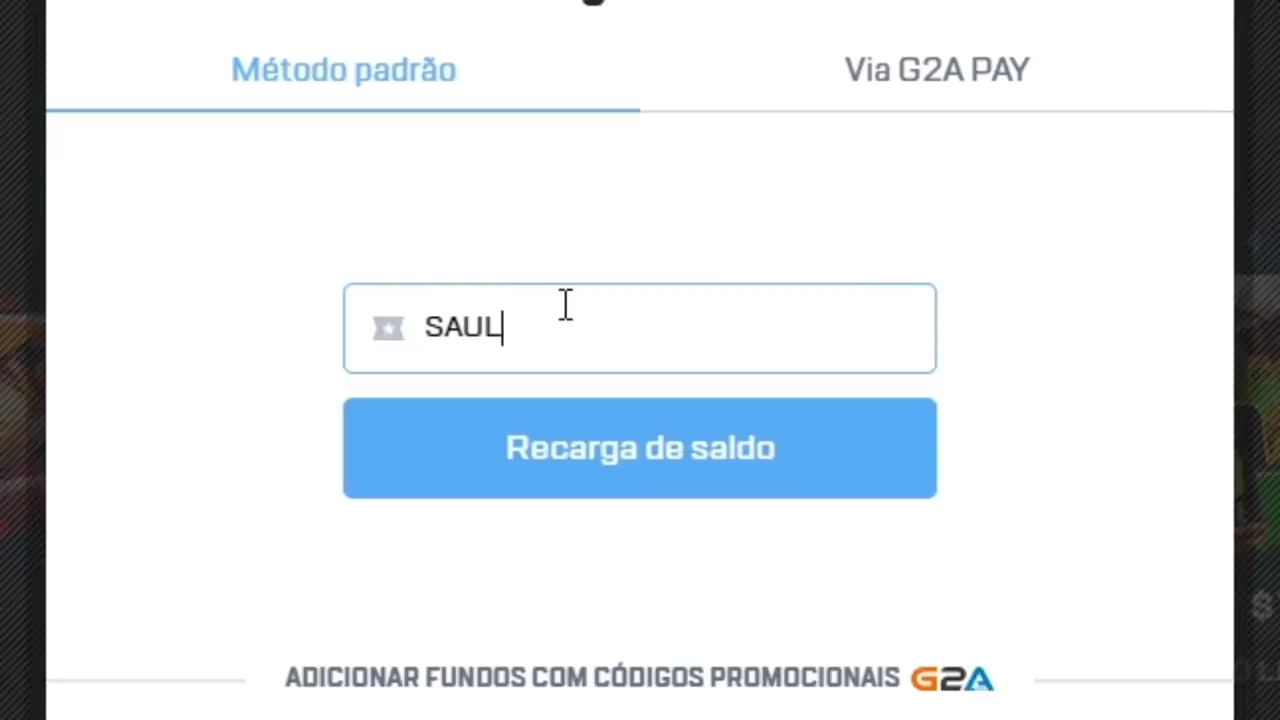 Método padrão
Via G2A PAY
SAUL
Recarga de saldo
ADICIONAR FUNDOS COM CÓDIGOS PROMOCIONAIS G2A
$